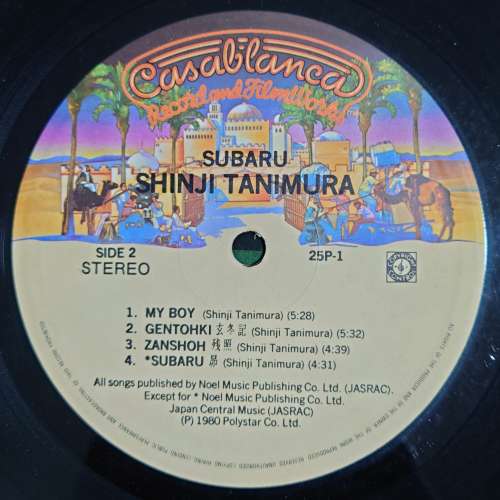 Casablanca
Record and FilmWorks
SUBARU
SHINJI TANIMURA
SIDE 2
STEREO
25P-1
1. MY BOY (Shinji Tanimura) (5:28)
2. GENTOHKI 玄冬記 (Shinji Tanimura) (5:32)
3. ZANSHOH 残照 (Shinji Tanimura) (4:39)
4. *SUBARU 昴 (Shinji Tanimura) (4:31)
All songs published by Noel Music Publishing Co. Ltd. (JASRAC).
Except for * Noel Music Publishing Co. Ltd.
Japan Central Music (JASRAC)
(P) 1980 Polystar Co. Ltd.